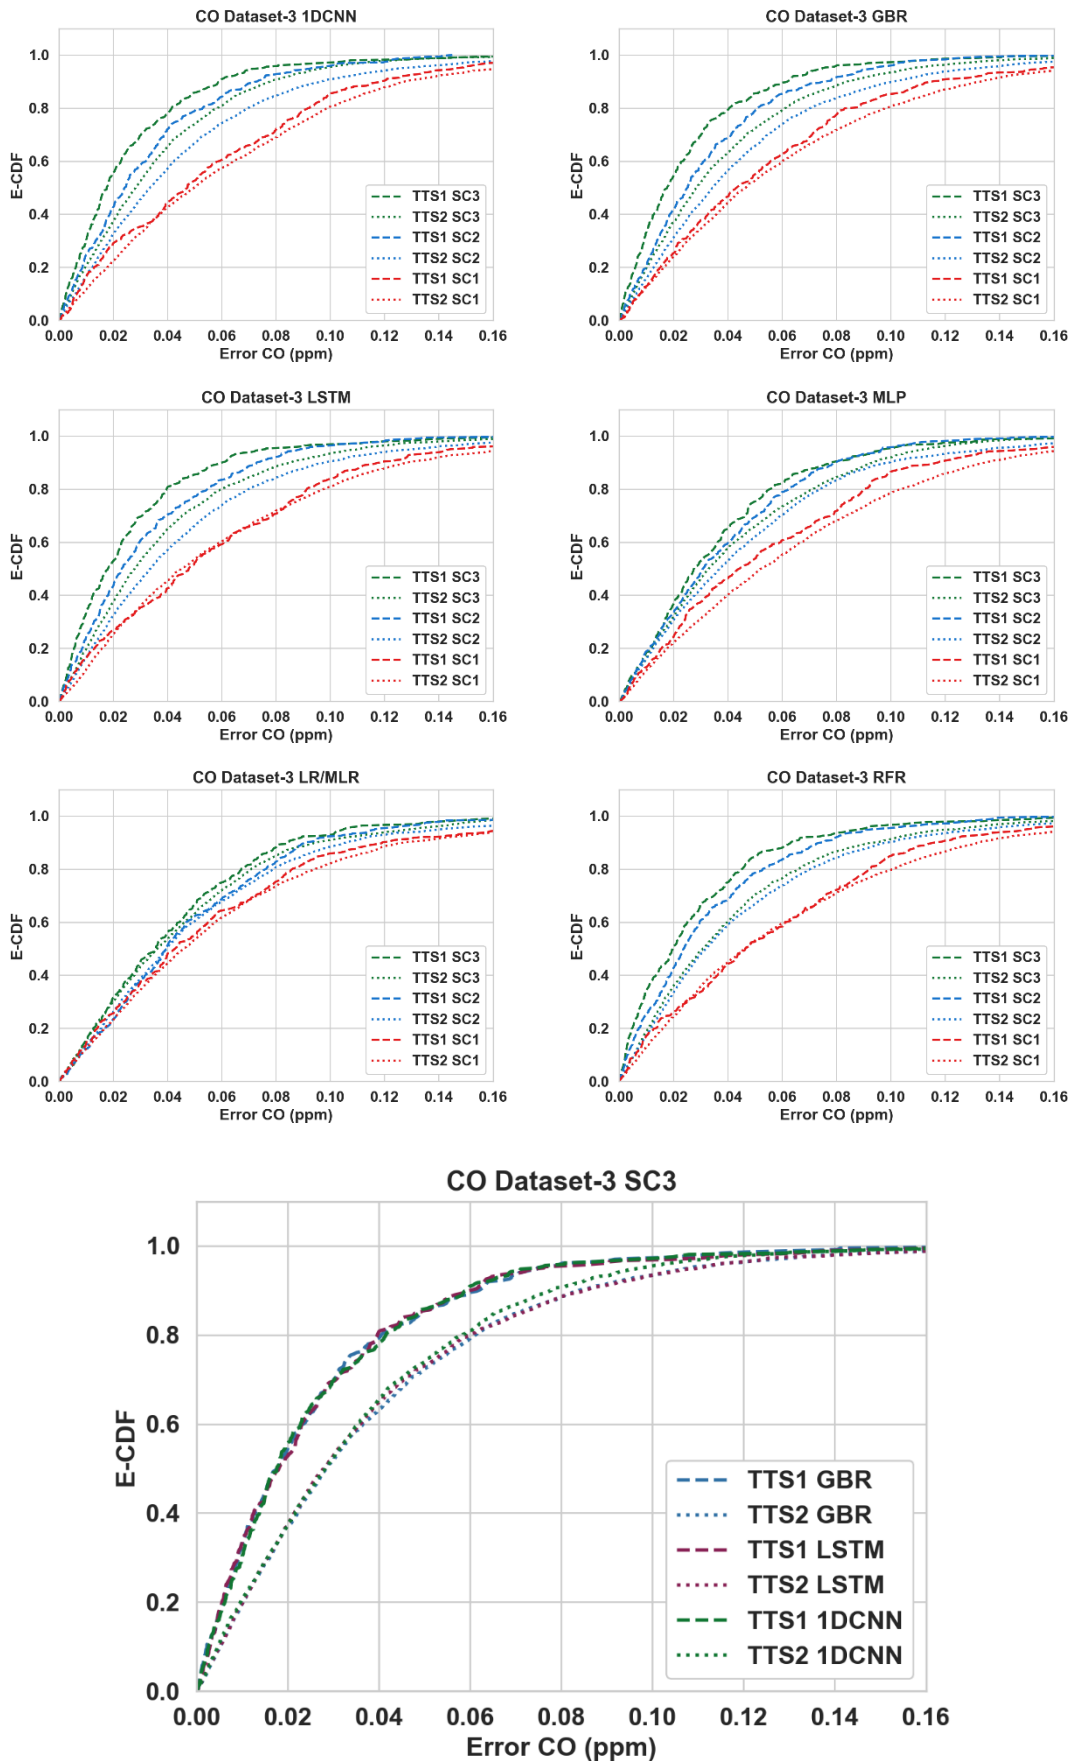 CO Dataset-3 1DCNN
E-CDF
1.0
0.8
0.6
0.4
0.2
0.0
TTS1 SC3
TTS2 SC3
TTS1 SC2
TTS2 SC2
TTS1 SC1
TTS2 SC1
0.00 0.02 0.04 0.06 0.08 0.10 0.12 0.14 0.16
Error CO (ppm)
CO Dataset-3 GBR
E-CDF
1.0
0.8
0.6
0.4
0.2
0.0
TTS1 SC3
TTS2 SC3
TTS1 SC2
TTS2 SC2
TTS1 SC1
TTS2 SC1
0.00 0.02 0.04 0.06 0.08 0.10 0.12 0.14 0.16
Error CO (ppm)
CO Dataset-3 LSTM
E-CDF
1.0
0.8
0.6
0.4
0.2
0.0
TTS1 SC3
TTS2 SC3
TTS1 SC2
TTS2 SC2
TTS1 SC1
TTS2 SC1
0.00 0.02 0.04 0.06 0.08 0.10 0.12 0.14 0.16
Error CO (ppm)
CO Dataset-3 MLP
E-CDF
1.0
0.8
0.6
0.4
0.2
0.0
TTS1 SC3
TTS2 SC3
TTS1 SC2
TTS2 SC2
TTS1 SC1
TTS2 SC1
0.00 0.02 0.04 0.06 0.08 0.10 0.12 0.14 0.16
Error CO (ppm)
CO Dataset-3 LR/MLR
E-CDF
1.0
0.8
0.6
0.4
0.2
0.0
TTS1 SC3
TTS2 SC3
TTS1 SC2
TTS2 SC2
TTS1 SC1
TTS2 SC1
0.00 0.02 0.04 0.06 0.08 0.10 0.12 0.14 0.16
Error CO (ppm)
CO Dataset-3 RFR
E-CDF
1.0
0.8
0.6
0.4
0.2
0.0
TTS1 SC3
TTS2 SC3
TTS1 SC2
TTS2 SC2
TTS1 SC1
TTS2 SC1
0.00 0.02 0.04 0.06 0.08 0.10 0.12 0.14 0.16
Error CO (ppm)
CO Dataset-3 SC3
E-CDF
1.0
0.8
0.6
0.4
0.2
0.0
TTS1 GBR
TTS2 GBR
TTS1 LSTM
TTS2 LSTM
TTS1 1DCNN
TTS2 1DCNN
0.00 0.02 0.04 0.06 0.08 0.10 0.12 0.14 0.16
Error CO (ppm)